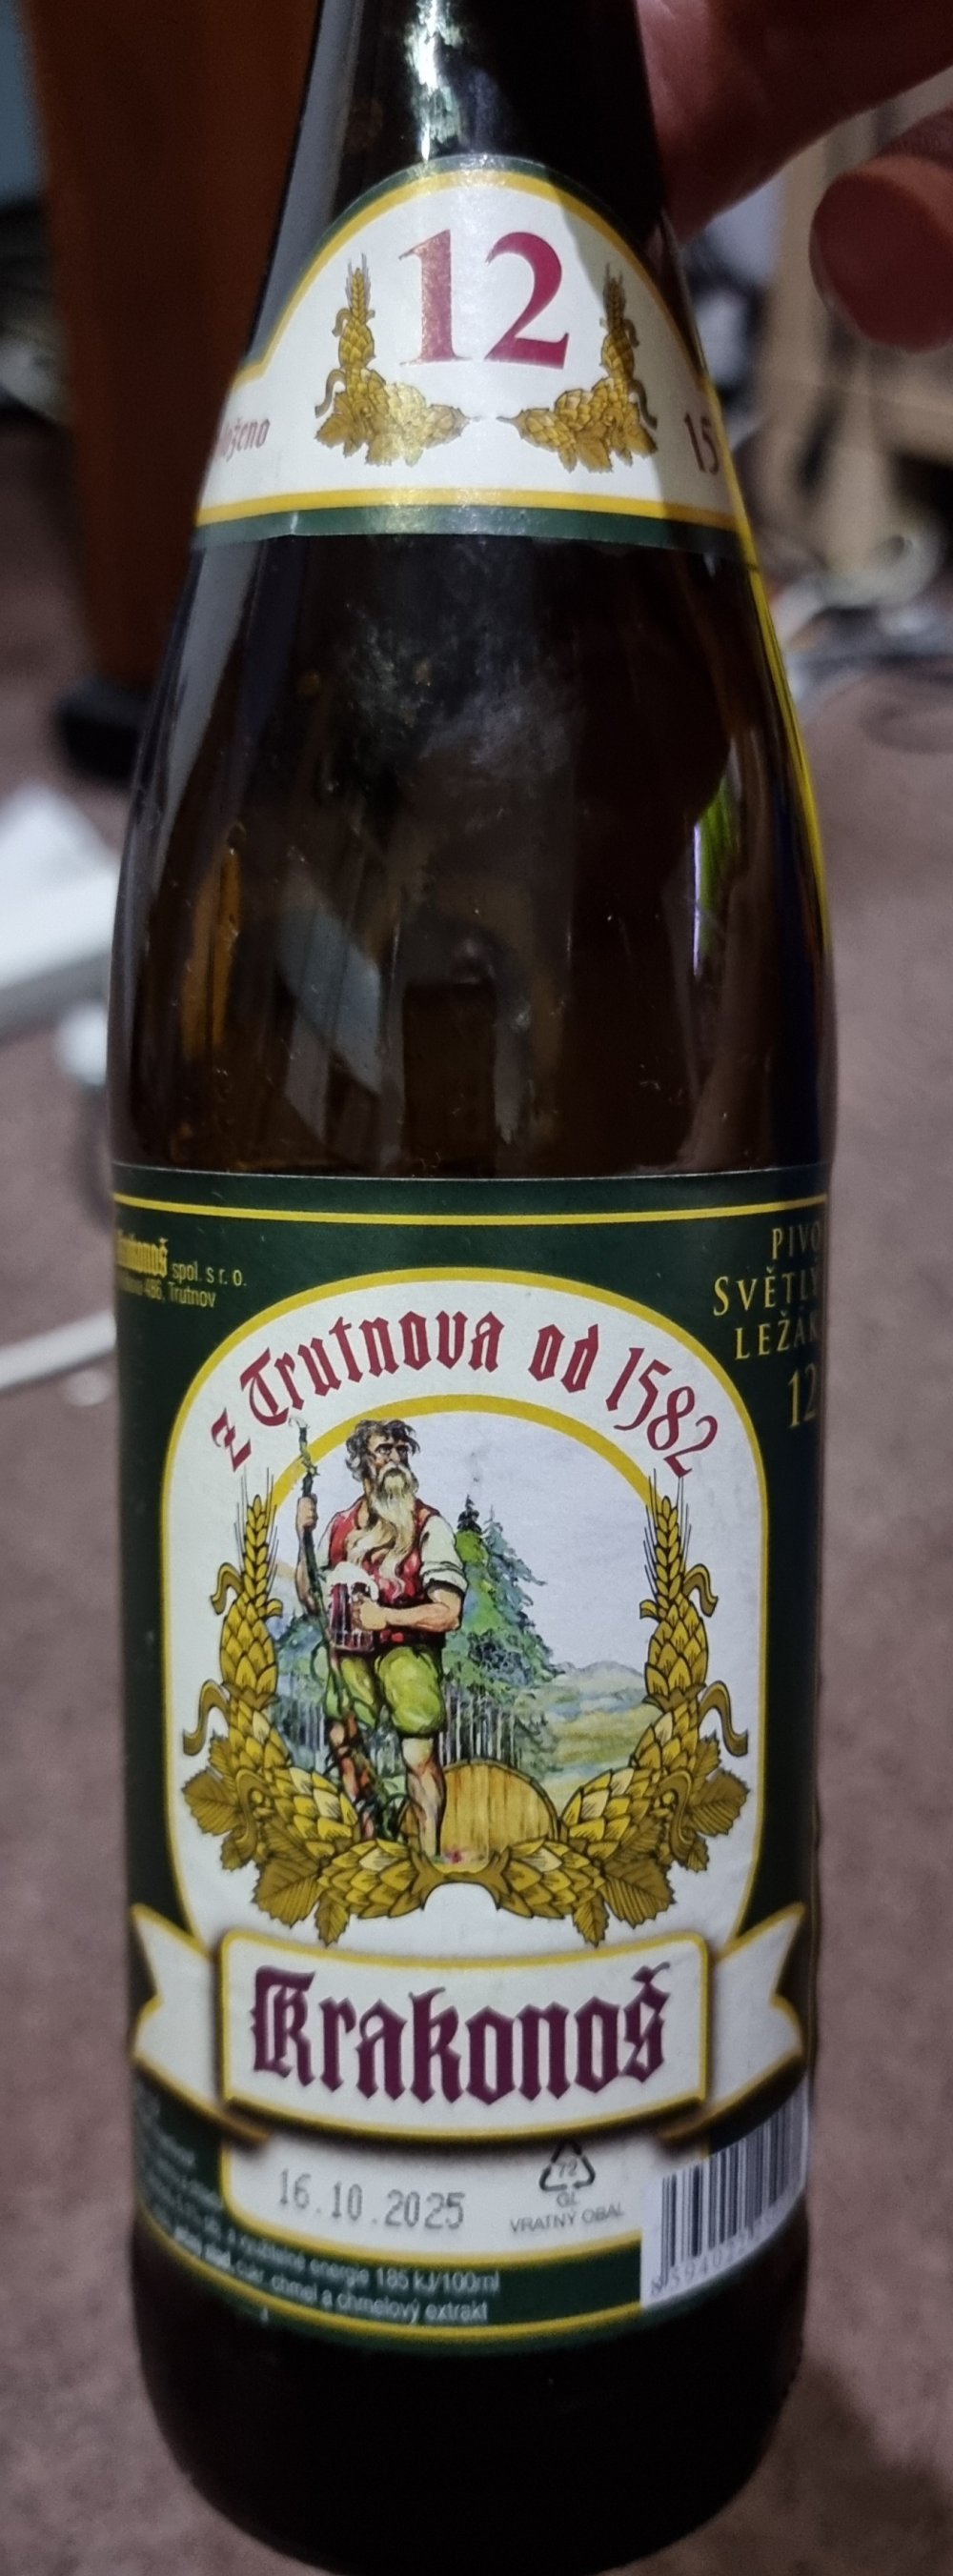 12
15
spol. s r. o.
486, Trutnov
PIVO
SVĚTLÝ
LEŽÁK
12
z Trutnova od 1582
Krakonoš
16.10.2025
72
GL
VRATNÝ OBAL
energie 185 kJ/100ml
chmel a chmelový extrakt